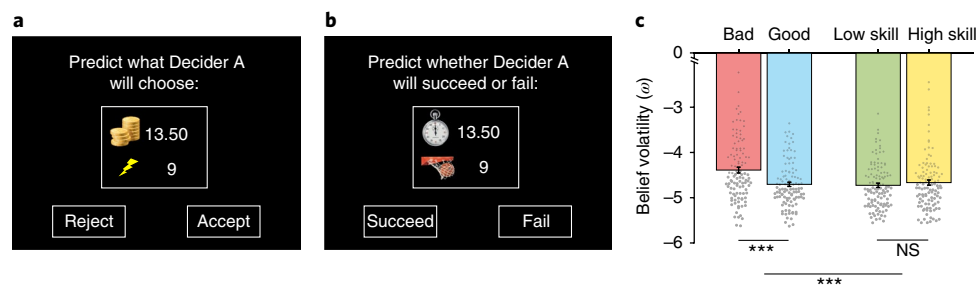 a
Predict what Decider A
will choose:
13.50
9
Reject
Accept
b
Predict whether Decider A
will succeed or fail:
13.50
9
Succeed
Fail
c
Bad
Good
Low skill
High skill
0
–3
–4
–5
–6
Belief volatility (ω)
***
NS
***